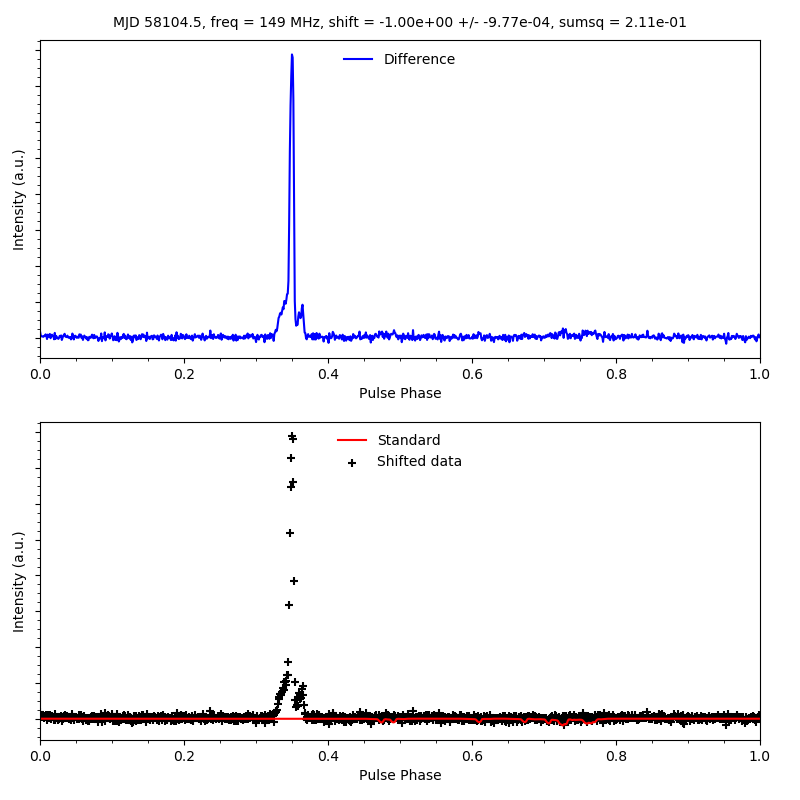 MJD 58104.5, freq = 149 MHz, shift = -1.00e+00 +/- -9.77e-04, sumsq = 2.11e-01
Difference
Intensity (a.u.)
0.0 0.2 0.4 0.6 0.8 1.0
Pulse Phase
Standard
Shifted data
Intensity (a.u.)
0.0 0.2 0.4 0.6 0.8 1.0
Pulse Phase